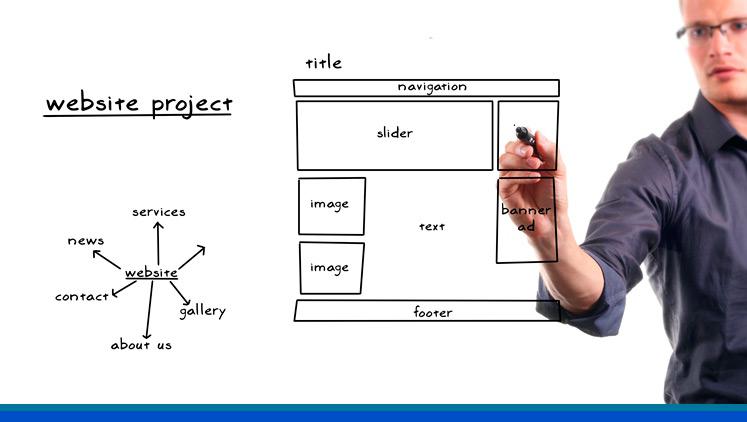 website project
title
navigation
slider
image
text
banner
ad
image
footer
services
news
website
contact
gallery
about us